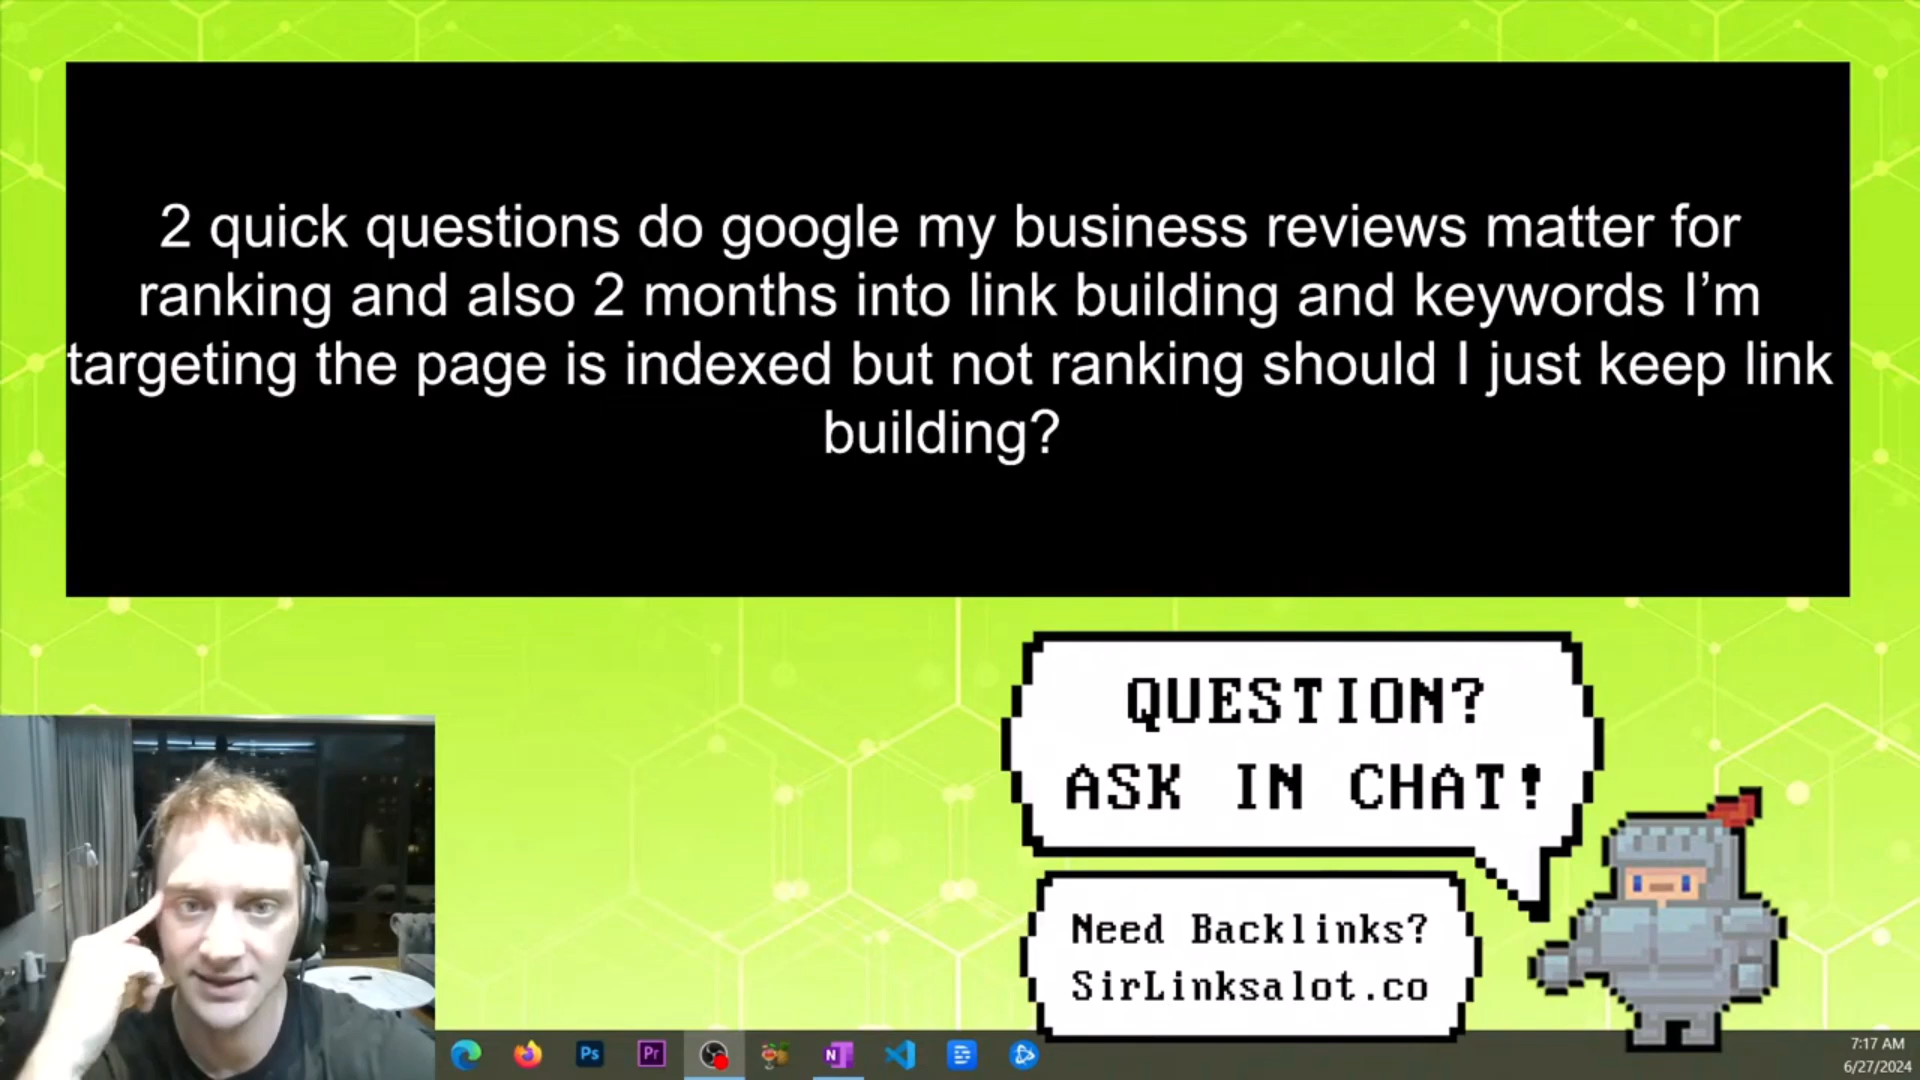 2 quick questions do google my business reviews matter for
ranking and also 2 months into link building and keywords I’m
targeting the page is indexed but not ranking should I just keep link
building?
QUESTION?
ASK IN CHAT!
Need Backlinks?
SirLinksalot.co
Ps
Pr
N
7:17 AM
6/27/2024